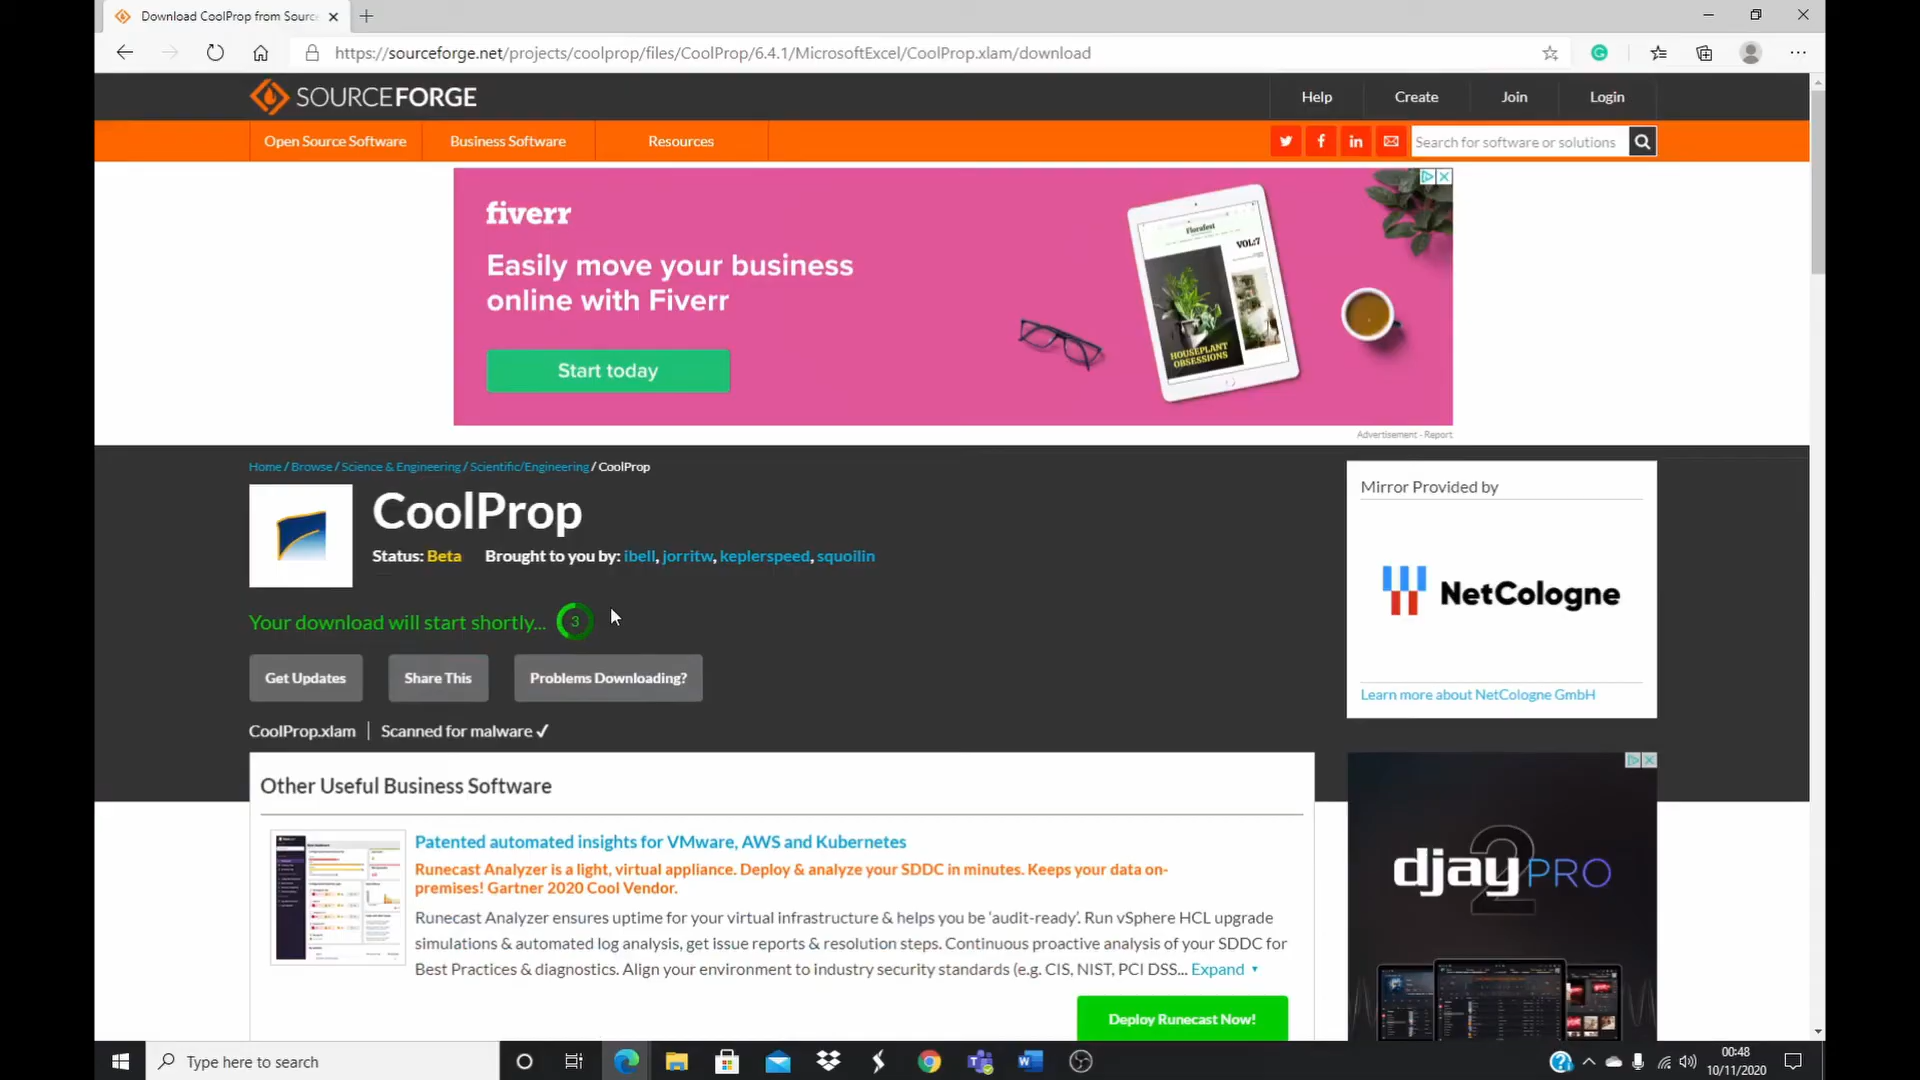 Download CoolProp from Sourc
https://sourceforge.net/projects/coolprop/files/CoolProp/6.4.1/MicrosoftExcel/CoolProp.xlam/download
SOURCEFORGE
Help
Create
Join
Login
Open Source Software
Business Software
Resources
Search for software or solutions
fiverr
Easily move your business
online with Fiverr
Start today
Florafest
VOL:7
HOUSEPLANT
OBSESSIONS
Advertisement - Report
Home / Browse / Science & Engineering / Scientific/Engineering / CoolProp
CoolProp
Status: Beta Brought to you by: ibell, jorritw, keplerspeed, squoilin
Your download will start shortly... 3
Get Updates
Share This
Problems Downloading?
CoolProp.xlam | Scanned for malware ✓
Mirror Provided by
NetCologne
Learn more about NetCologne GmbH
Other Useful Business Software
Patented automated insights for VMware, AWS and Kubernetes
Runecast Analyzer is a light, virtual appliance. Deploy & analyze your SDDC in minutes. Keeps your data on-
premises! Gartner 2020 Cool Vendor.
Runecast Analyzer ensures uptime for your virtual infrastructure & helps you be ‘audit-ready’. Run vSphere HCL upgrade
simulations & automated log analysis, get issue reports & resolution steps. Continuous proactive analysis of your SDDC for
Best Practices & diagnostics. Align your environment to industry security standards (e.g. CIS, NIST, PCI DSS... Expand
Deploy Runecast Now!
djay PRO
2
Type here to search
00:48
10/11/2020